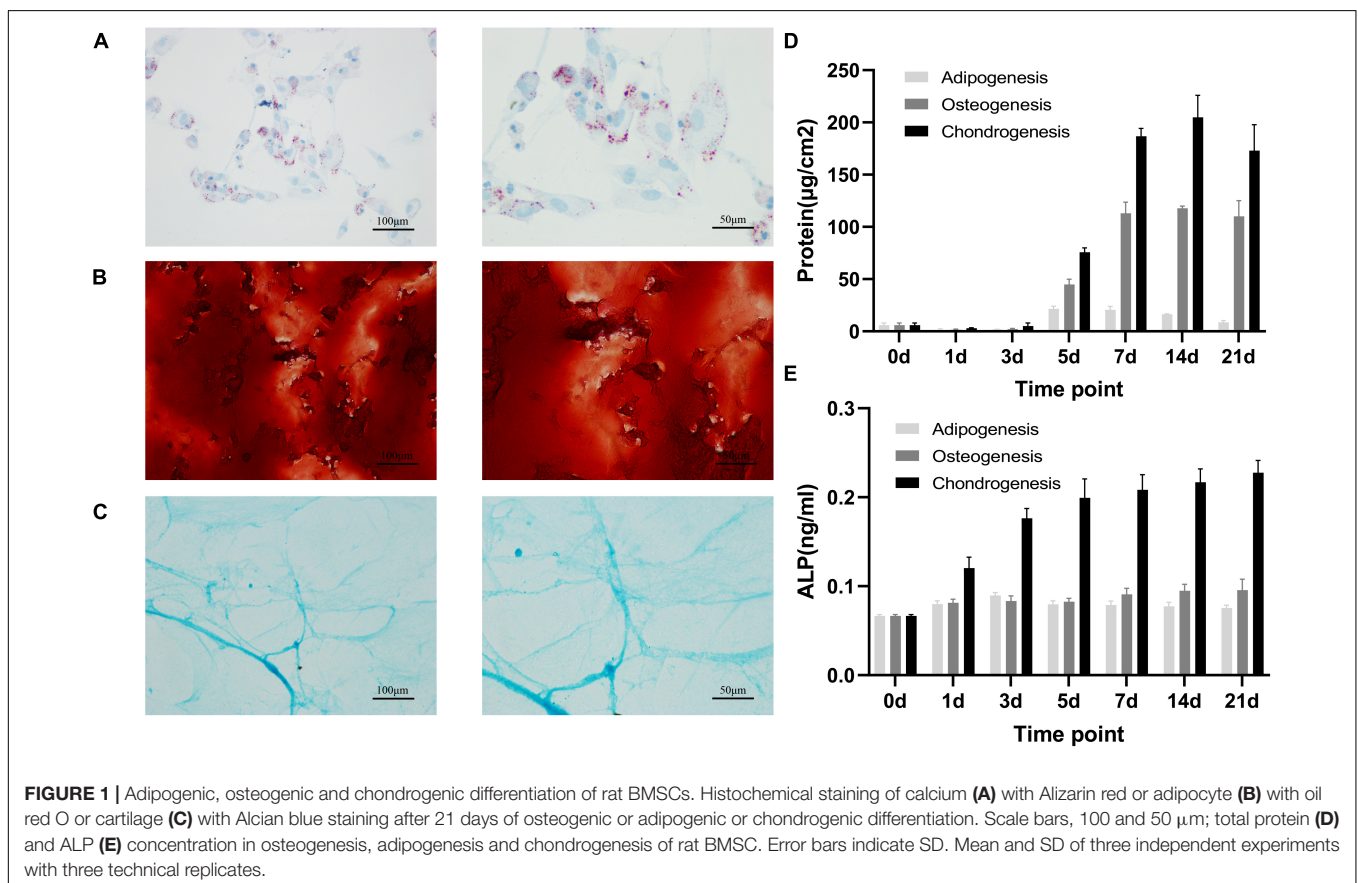 A
100μm
50μm
B
100μm
50μm
C
100μm
50μm
D
Protein(μg/cm2)
250
200
150
100
50
0
Adipogenesis
Osteogenesis
Chondrogenesis
0d 1d 3d 5d 7d 14d 21d
Time point
E
ALP(ng/ml)
0.3
0.2
0.1
0.0
Adipogenesis
Osteogenesis
Chondrogenesis
0d 1d 3d 5d 7d 14d 21d
Time point
FIGURE 1 | Adipogenic, osteogenic and chondrogenic differentiation of rat BMSCs. Histochemical staining of calcium (A) with Alizarin red or adipocyte (B) with oil
red O or cartilage (C) with Alcian blue staining after 21 days of osteogenic or adipogenic or chondrogenic differentiation. Scale bars, 100 and 50 μm; total protein (D)
and ALP (E) concentration in osteogenesis, adipogenesis and chondrogenesis of rat BMSC. Error bars indicate SD. Mean and SD of three independent experiments
with three technical replicates.